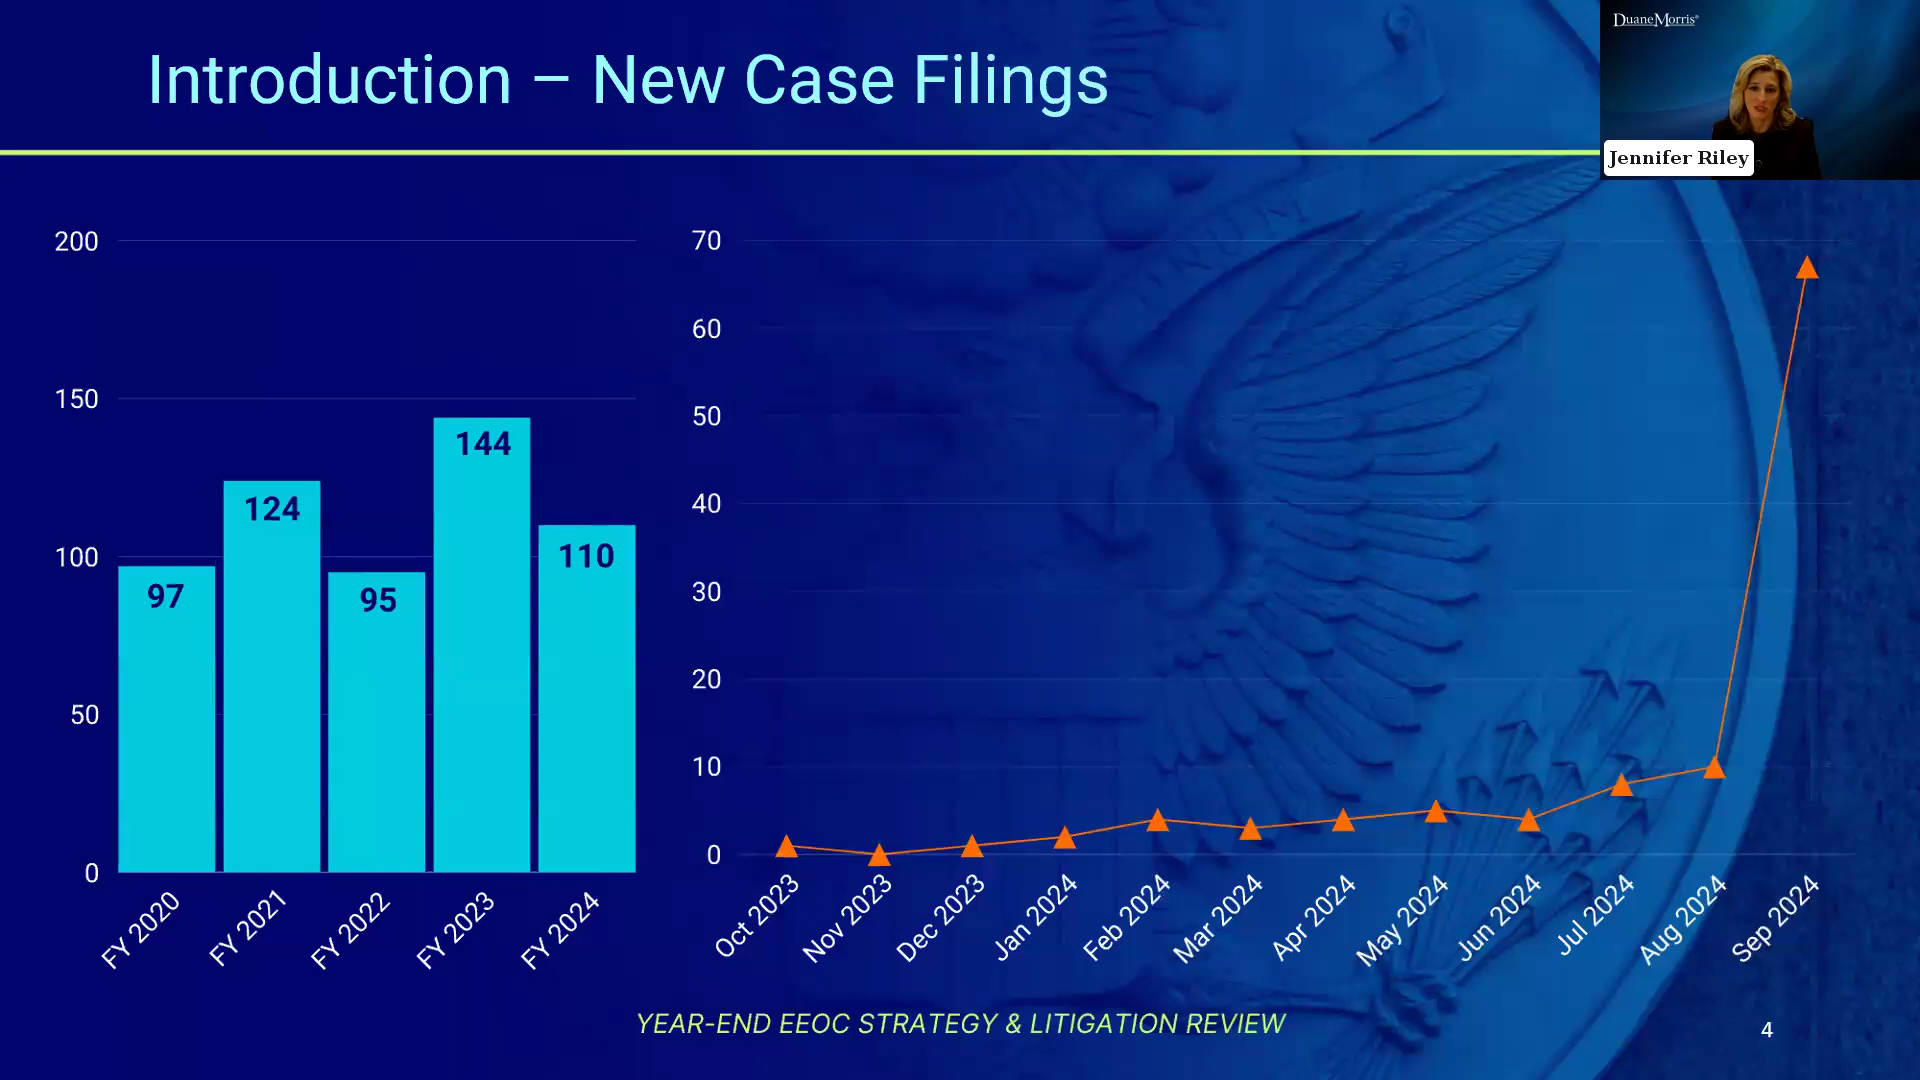 Introduction – New Case Filings
DuaneMorris®
Jennifer Riley
200
150
100
50
0
97
124
95
144
110
FY 2020
FY 2021
FY 2022
FY 2023
FY 2024
70
60
50
40
30
20
10
0
Oct 2023
Nov 2023
Dec 2023
Jan 2024
Feb 2024
Mar 2024
Apr 2024
May 2024
Jun 2024
Jul 2024
Aug 2024
Sep 2024
YEAR-END EEOC STRATEGY & LITIGATION REVIEW
4